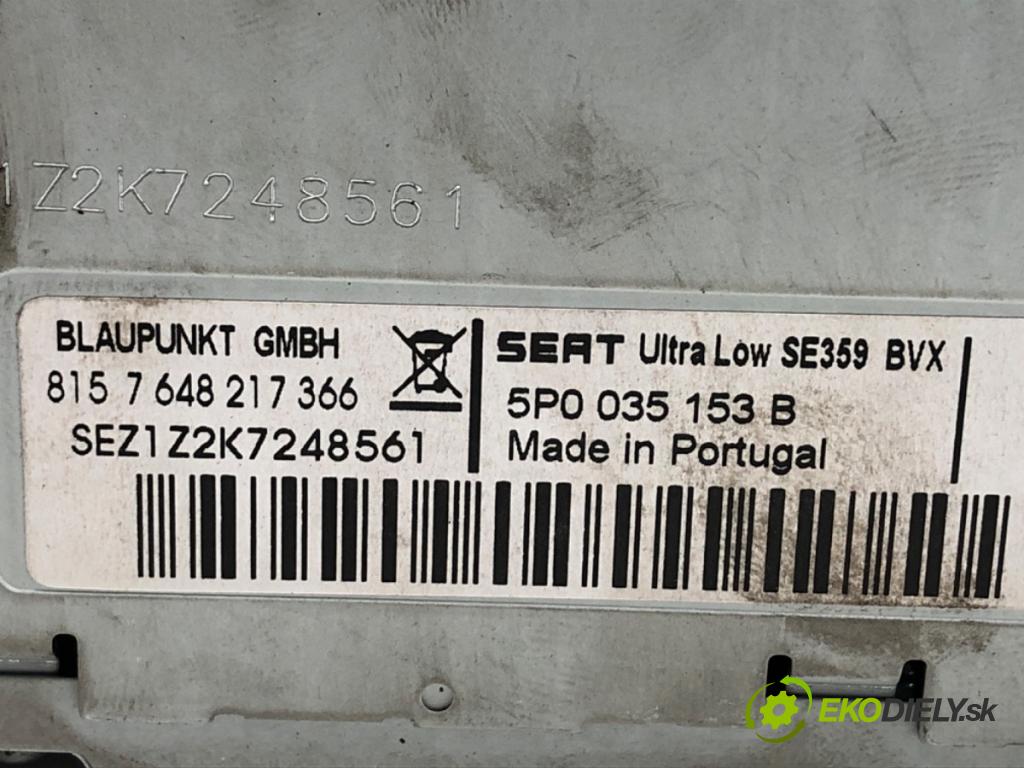 1Z2K7248561
BLAUPUNKT GMBH
815 7 648 217 366
SEZ1Z2K7248561
SEAT Ultra Low SE359 BVX
5P0 035 153 B
Made in Portugal
EKODIELY.sk